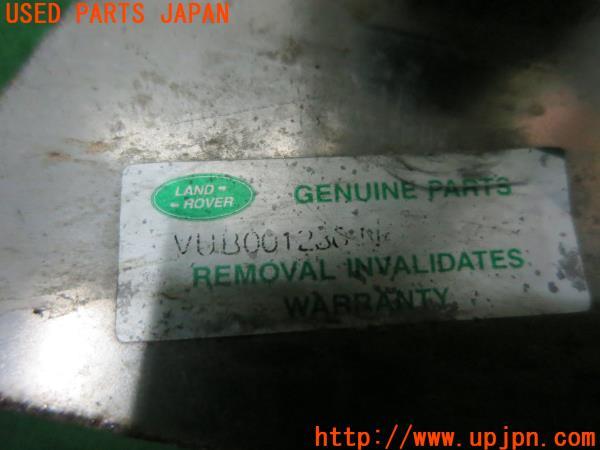 USED PARTS JAPAN
LAND
ROVER
GENUINE PARTS
REMOVAL INVALIDATES
WARRANTY
http://www.upjpn.com/